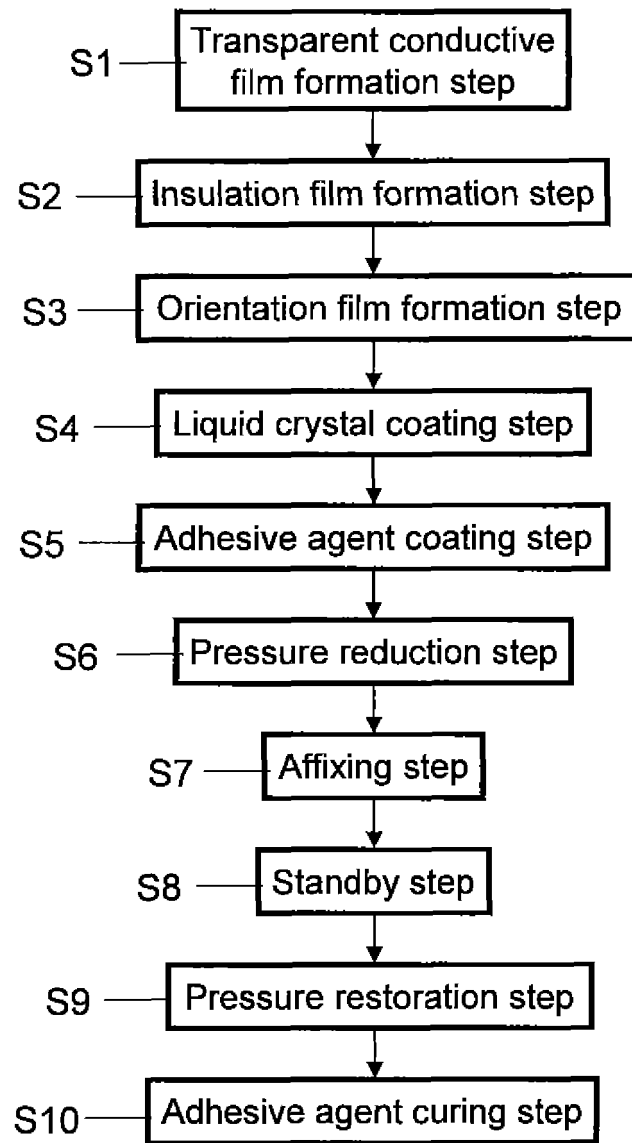 S1
Transparent conductive
film formation step
S2
Insulation film formation step
S3
Orientation film formation step
S4
Liquid crystal coating step
S5
Adhesive agent coating step
S6
Pressure reduction step
S7
Affixing step
S8
Standby step
S9
Pressure restoration step
S10
Adhesive agent curing step